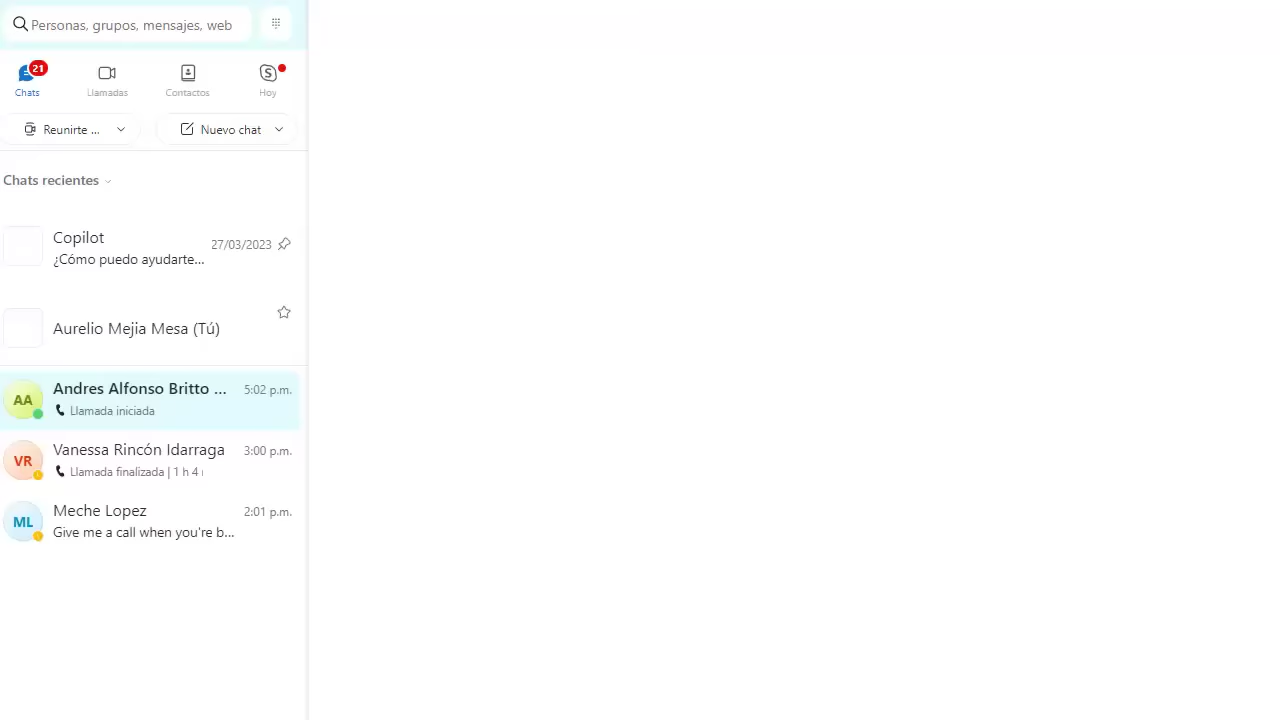 Personas, grupos, mensajes, web
21
Chats
Llamadas
Contactos
Hoy
Reunirte ...
Nuevo chat
Chats recientes
Copilot
27/03/2023
¿Cómo puedo ayudarte...
Aurelio Mejia Mesa (Tú)
AA
Andres Alfonso Britto ...
5:02 p.m.
Llamada iniciada
VR
Vanessa Rincón Idarraga
3:00 p.m.
Llamada finalizada | 1 h 4
ML
Meche Lopez
2:01 p.m.
Give me a call when you're b...